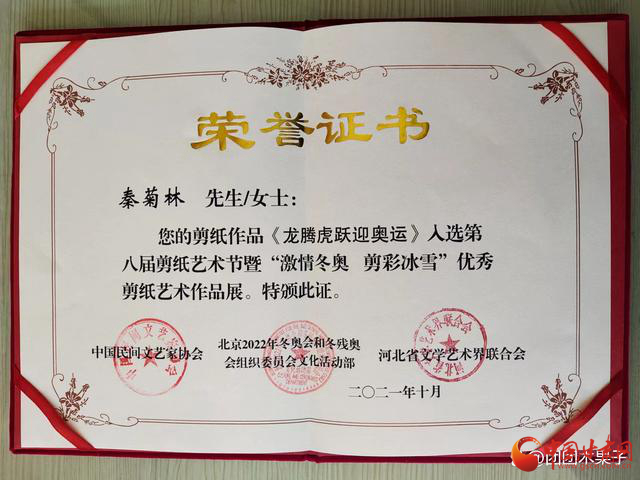 荣誉证书
秦菊林 先生/女士：
您的剪纸作品《龙腾虎跃迎奥运》入选第
八届剪纸艺术节暨“激情冬奥 剪彩冰雪”优秀
剪纸艺术作品展。特颁此证。
中国民间文艺家协会
北京2022年冬奥会和冬残奥
会组织委员会文化活动部
河北省文学艺术界联合会
二〇二一年十月